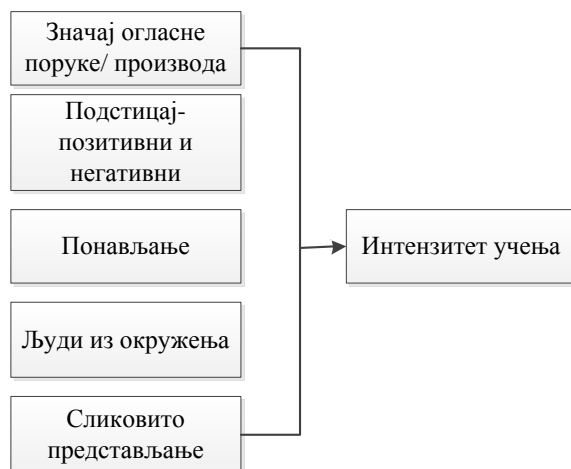 Значај огласне
поруке/ производа
Подстицај-
позитивни и
негативни
Понављање
Интензитет учења
Људи из окружења
Сликовито
представљање